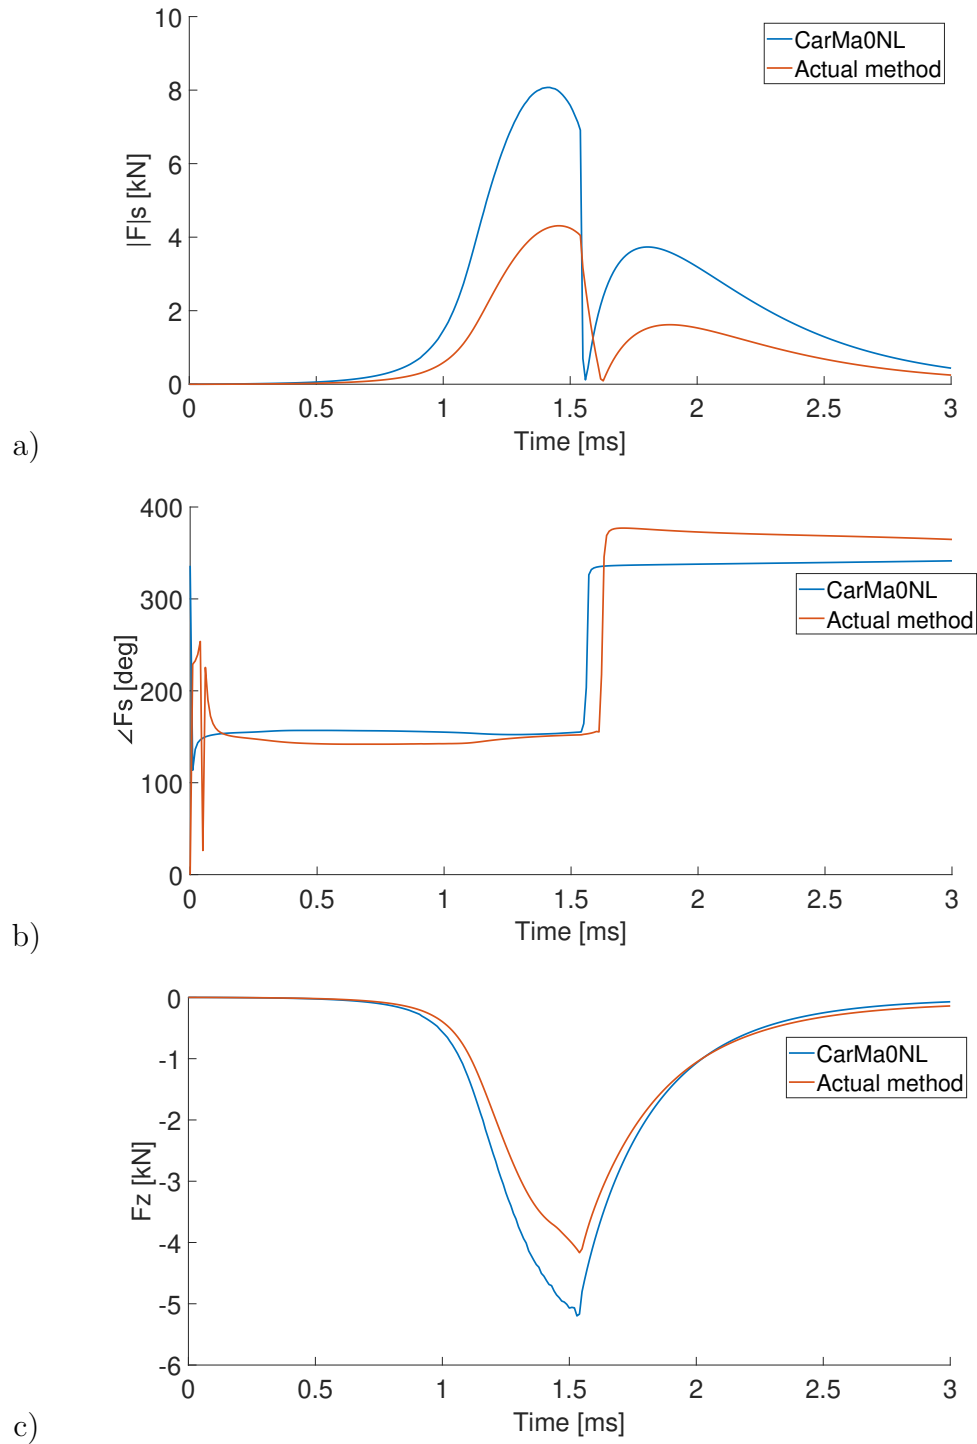 10
8
6
4
2
0
|F|s [kN]
CarMa0NL
Actual method
0 0.5 1 1.5 2 2.5 3
Time [ms]
a)
400
300
200
100
0
∠Fs [deg]
CarMa0NL
Actual method
0 0.5 1 1.5 2 2.5 3
Time [ms]
b)
0
-1
-2
-3
-4
-5
-6
Fz [kN]
CarMa0NL
Actual method
0 0.5 1 1.5 2 2.5 3
Time [ms]
c)